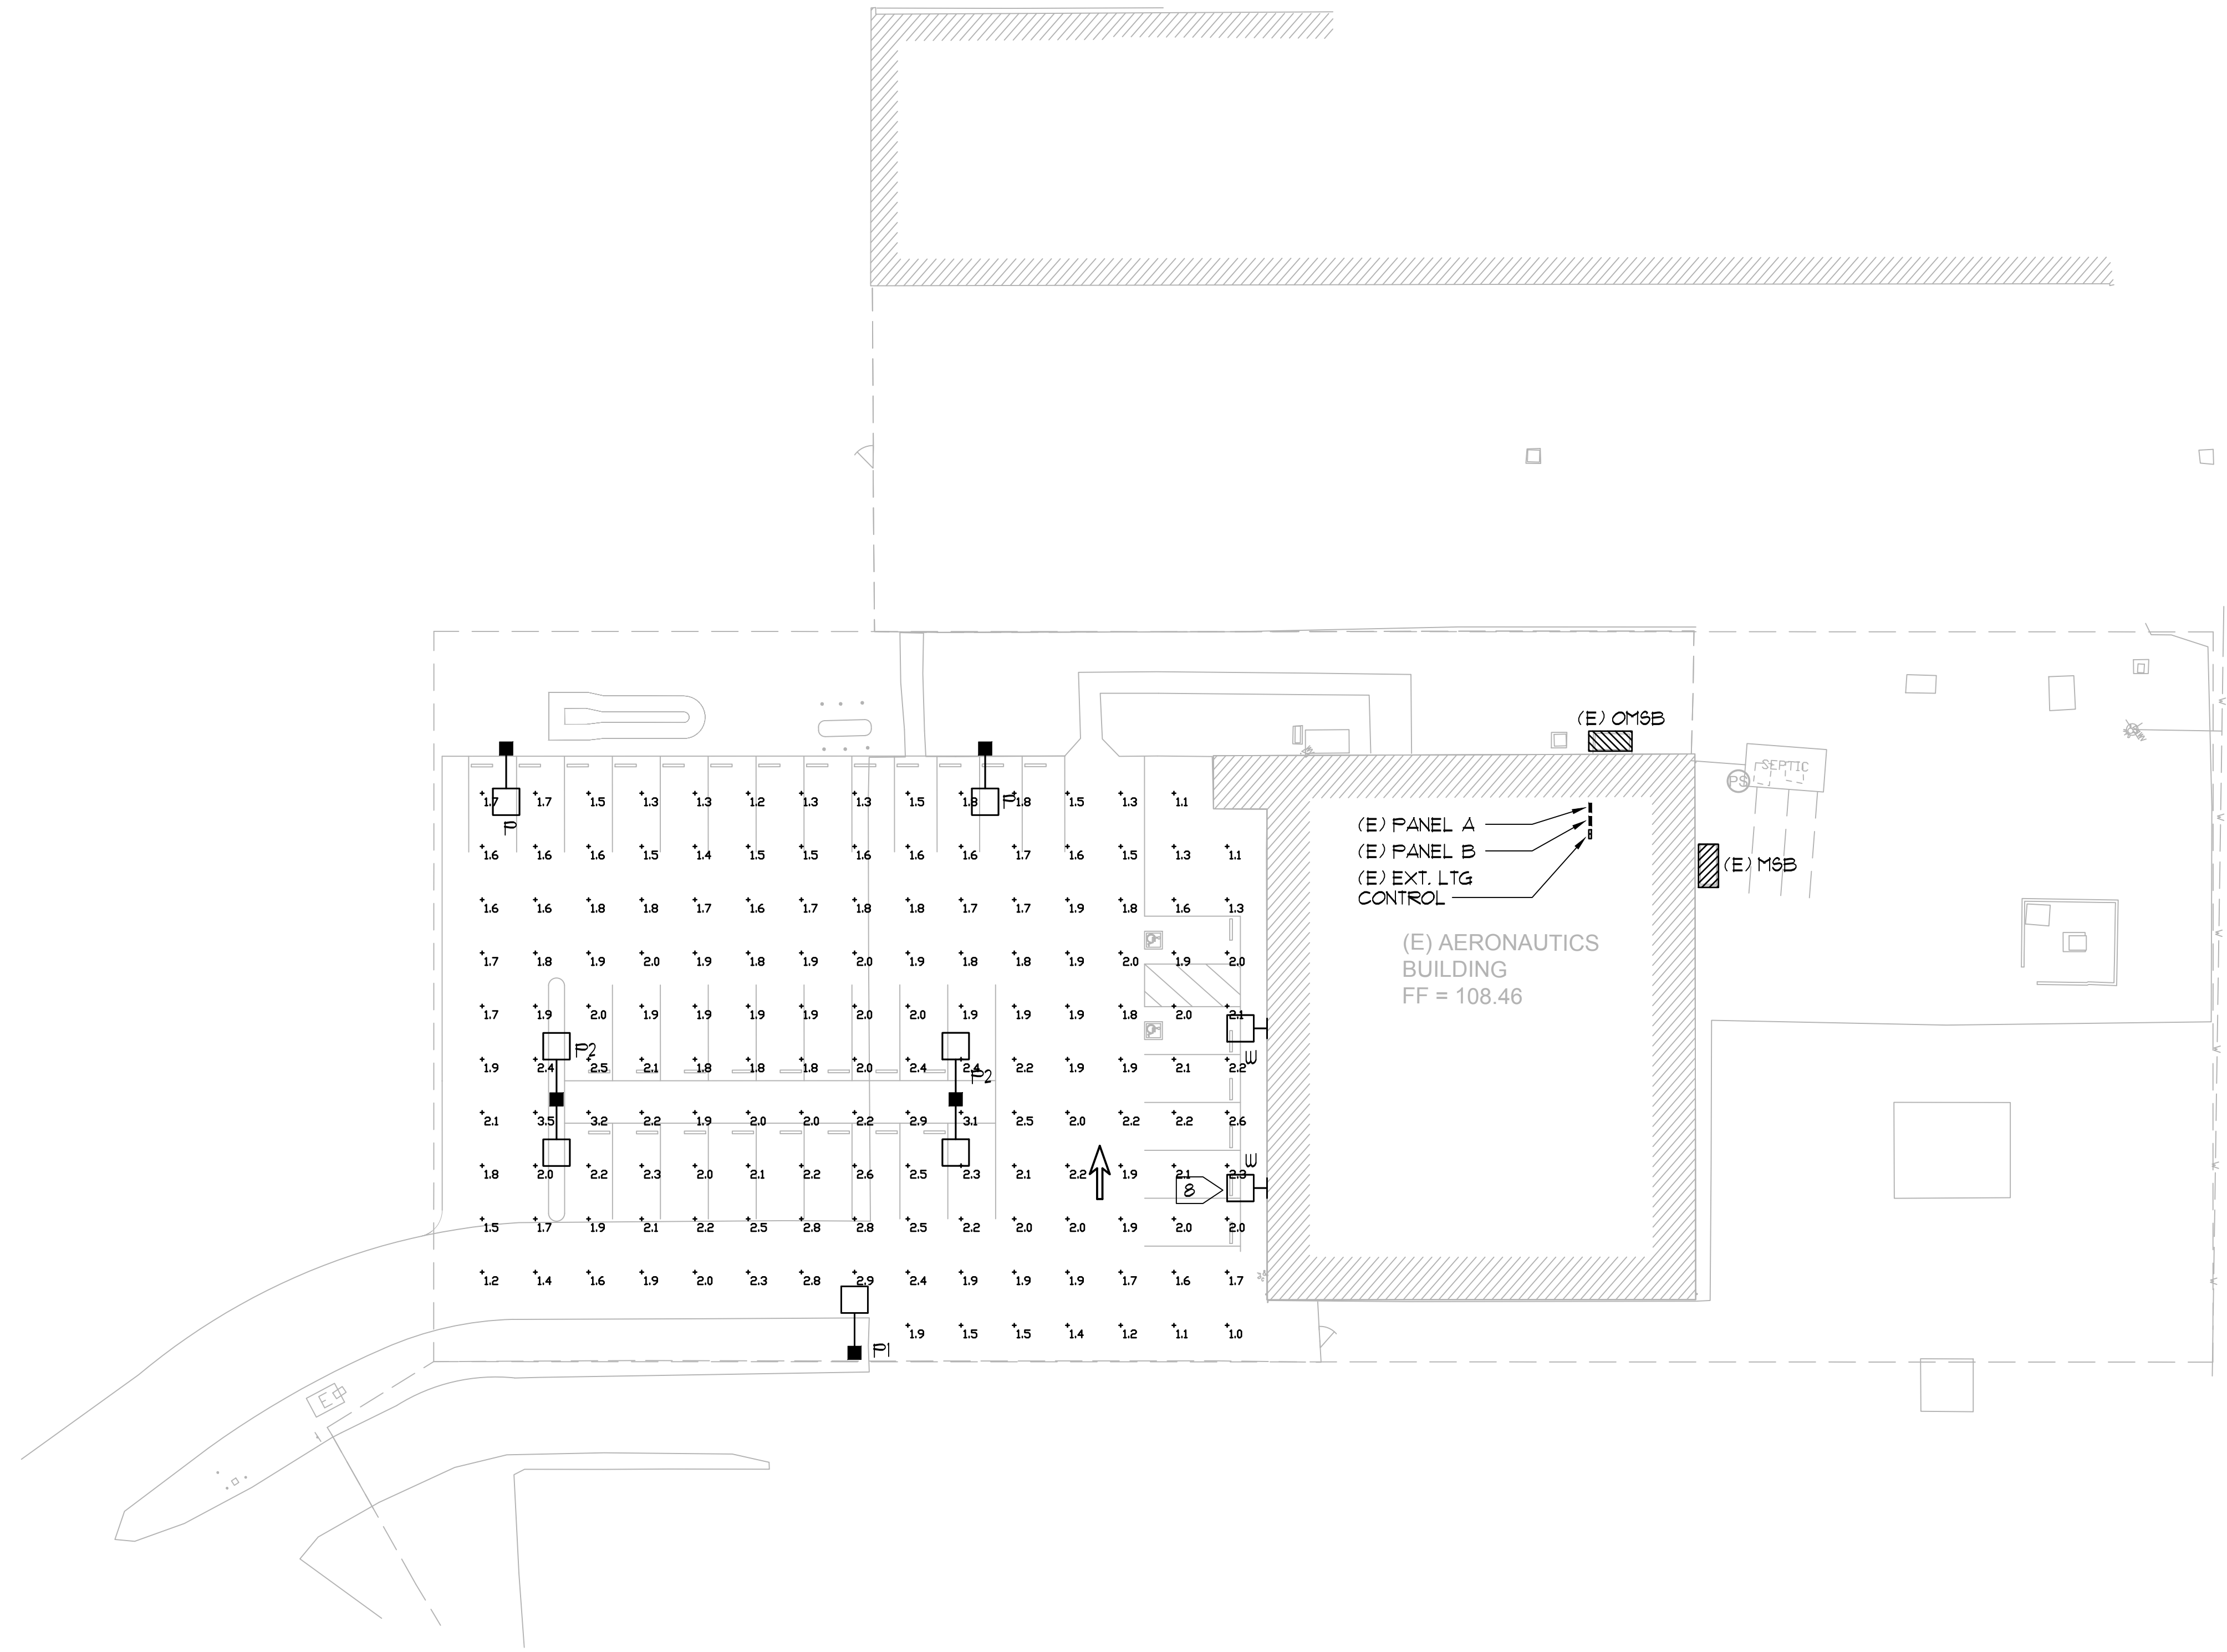 (E) OMSB
SEPTIC
PS
1.7 1.7 1.5 1.3 1.3 1.2 1.3 1.3 1.5 1.8 1.8 1.5 1.3 1.1
P
P
(E) PANEL A
(E) PANEL B
(E) EXT. LTG
CONTROL
(E) MSB
1.6 1.6 1.6 1.5 1.4 1.5 1.5 1.6 1.6 1.6 1.7 1.6 1.5 1.3 1.1
1.6 1.6 1.8 1.8 1.7 1.6 1.7 1.8 1.8 1.7 1.7 1.9 1.8 1.6 1.3
(E) AERONAUTICS
BUILDING
FF = 108.46
1.7 1.8 1.9 2.0 1.9 1.8 1.9 2.0 1.9 1.8 1.8 1.9 2.0 1.9 2.0
1.7 1.9 2.0 1.9 1.9 1.9 1.9 2.0 2.0 1.9 1.9 1.9 1.8 2.0 2.1
P2
W
1.9 2.4 2.5 2.1 1.8 1.8 1.8 2.0 2.4 2.4 2.2 1.9 1.9 2.1 2.2
P2
2.1 3.5 3.2 2.2 1.9 2.0 2.0 2.2 2.9 3.1 2.5 2.0 2.2 2.2 2.6
W
1.8 2.0 2.2 2.3 2.0 2.1 2.2 2.6 2.5 2.3 2.1 2.2 1.9 2.1 2.3
8
1.5 1.7 1.9 2.1 2.2 2.5 2.8 2.8 2.5 2.2 2.0 2.0 1.9 2.0 2.0
1.2 1.4 1.6 1.9 2.0 2.3 2.8 2.9 2.4 1.9 1.9 1.9 1.7 1.6 1.7
1.9 1.5 1.5 1.4 1.2 1.1 1.0
P1
E